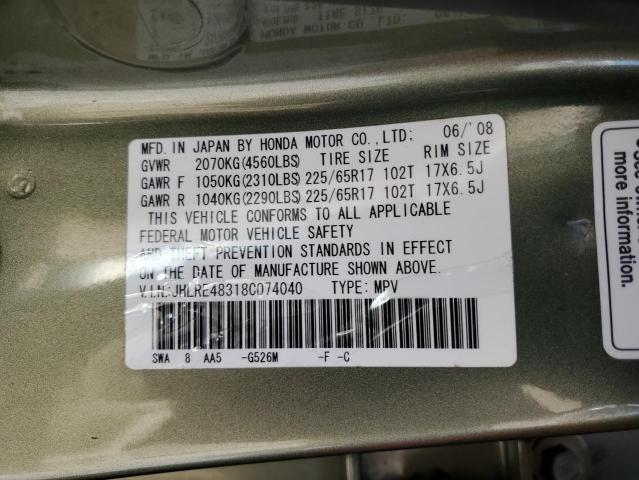 MFD. IN JAPAN BY HONDA MOTOR CO., LTD: 06/'08
GVWR 2070KG(4560LBS) TIRE SIZE RIM SIZE
GAWR F 1050KG(2310LBS) 225/65R17 102T 17X6.5J
GAWR R 1040KG(2290LBS) 225/65R17 102T 17X6.5J
THIS VEHICLE CONFORMS TO ALL APPLICABLE
FEDERAL MOTOR VEHICLE SAFETY
AND THEFT PREVENTION STANDARDS IN EFFECT
ON THE DATE OF MANUFACTURE SHOWN ABOVE.
V.I.N:JHLRE48318C074040 TYPE: MPV
SWA 8 AA5 -G526M -F -C
more information.